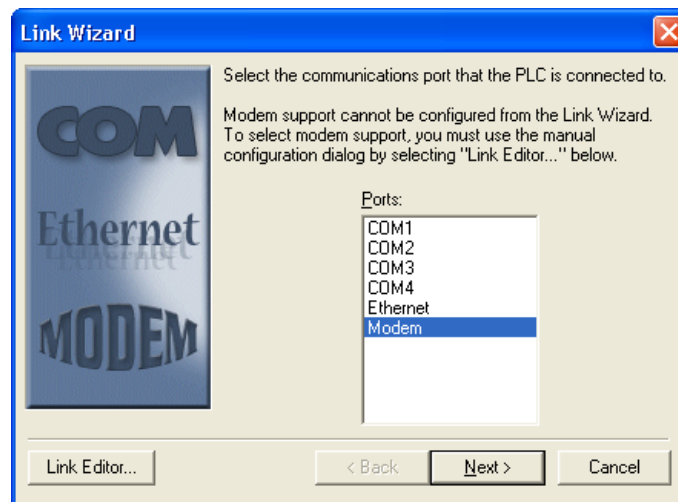 Link Wizard
COM
Ethernet
MODEM
Select the communications port that the PLC is connected to.
Modem support cannot be configured from the Link Wizard.
To select modem support, you must use the manual
configuration dialog by selecting "Link Editor..." below.
Ports:
COM1
COM2
COM3
COM4
Ethernet
Modem
Link Editor...
< Back
Next >
Cancel